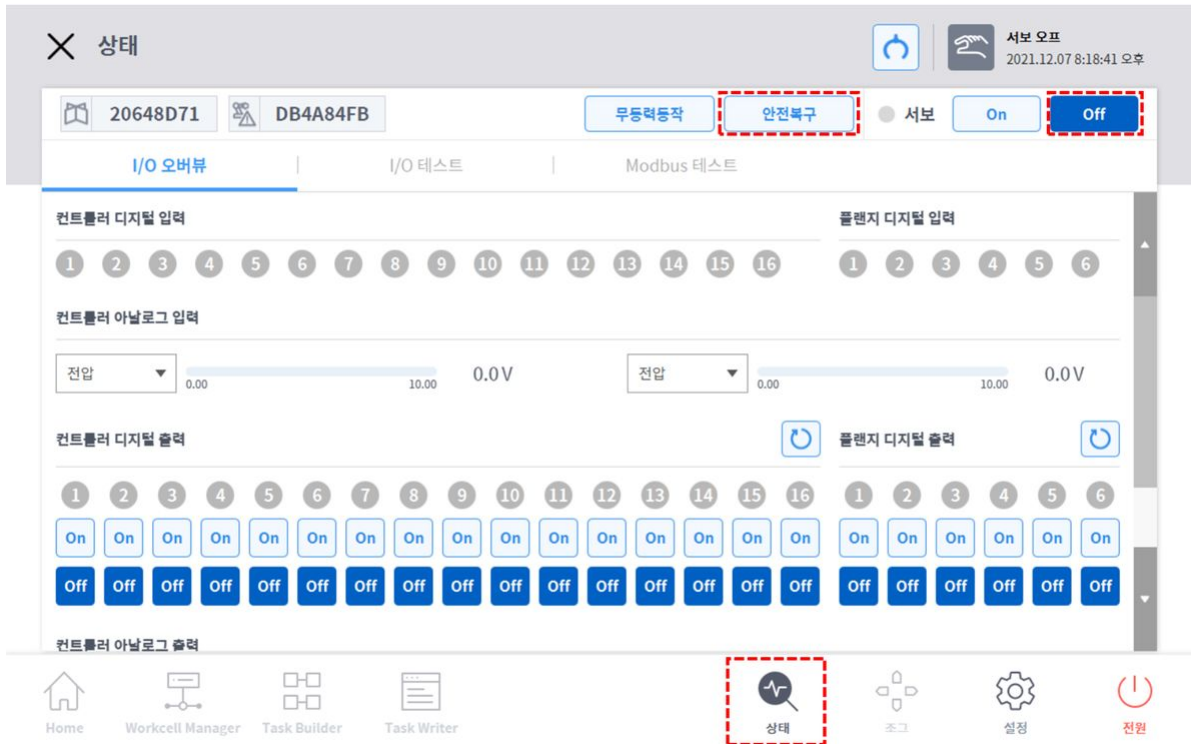 상태
서보 오프
2021.12.07 8:18:41 오후
20648D71 DB4A84FB 무동력동작 안전복구 서보 On Off
I/O 오버뷰 I/O 테스트 Modbus 테스트
컨트롤러 디지털 입력 플랜지 디지털 입력
1 2 3 4 5 6 7 8 9 10 11 12 13 14 15 16 1 2 3 4 5 6
컨트롤러 아날로그 입력
전압 0.00 10.00 0.0 V 전압 0.00 10.00 0.0 V
컨트롤러 디지털 출력 플랜지 디지털 출력
1 2 3 4 5 6 7 8 9 10 11 12 13 14 15 16 1 2 3 4 5 6
On On On On On On On On On On On On On On On On On On On On On On
Off Off Off Off Off Off Off Off Off Off Off Off Off Off Off Off Off Off Off Off Off Off
컨트롤러 아날로그 출력
Home Workcell Manager Task Builder Task Writer 상태 조그 설정 전원